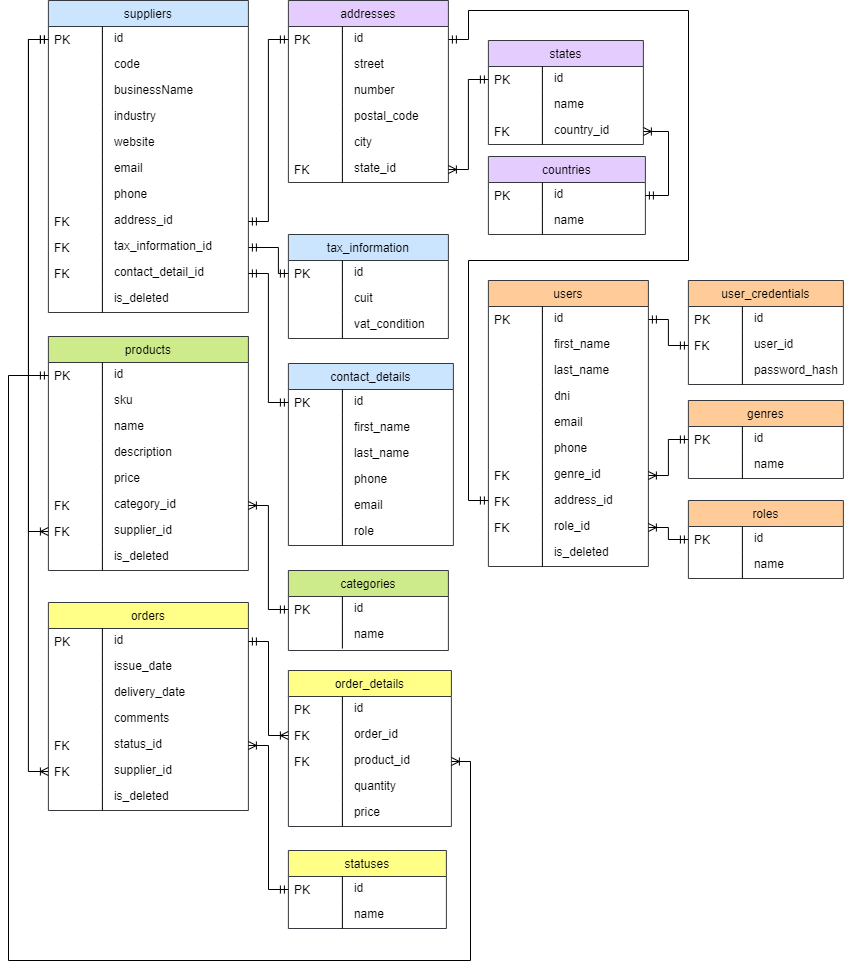 suppliers
PK id
code
businessName
industry
website
email
phone
FK address_id
FK tax_information_id
FK contact_detail_id
is_deleted
addresses
PK id
street
number
postal_code
city
FK state_id
states
PK id
name
FK country_id
countries
PK id
name
tax_information
PK id
cuit
vat_condition
contact_details
PK id
first_name
last_name
phone
email
role
users
PK id
first_name
last_name
dni
email
phone
FK genre_id
FK address_id
FK role_id
is_deleted
user_credentials
PK id
FK user_id
password_hash
genres
PK id
name
roles
PK id
name
products
PK id
sku
name
description
price
FK category_id
FK supplier_id
is_deleted
categories
PK id
name
orders
PK id
issue_date
delivery_date
comments
FK status_id
FK supplier_id
is_deleted
order_details
PK id
FK order_id
FK product_id
quantity
price
statuses
PK id
name